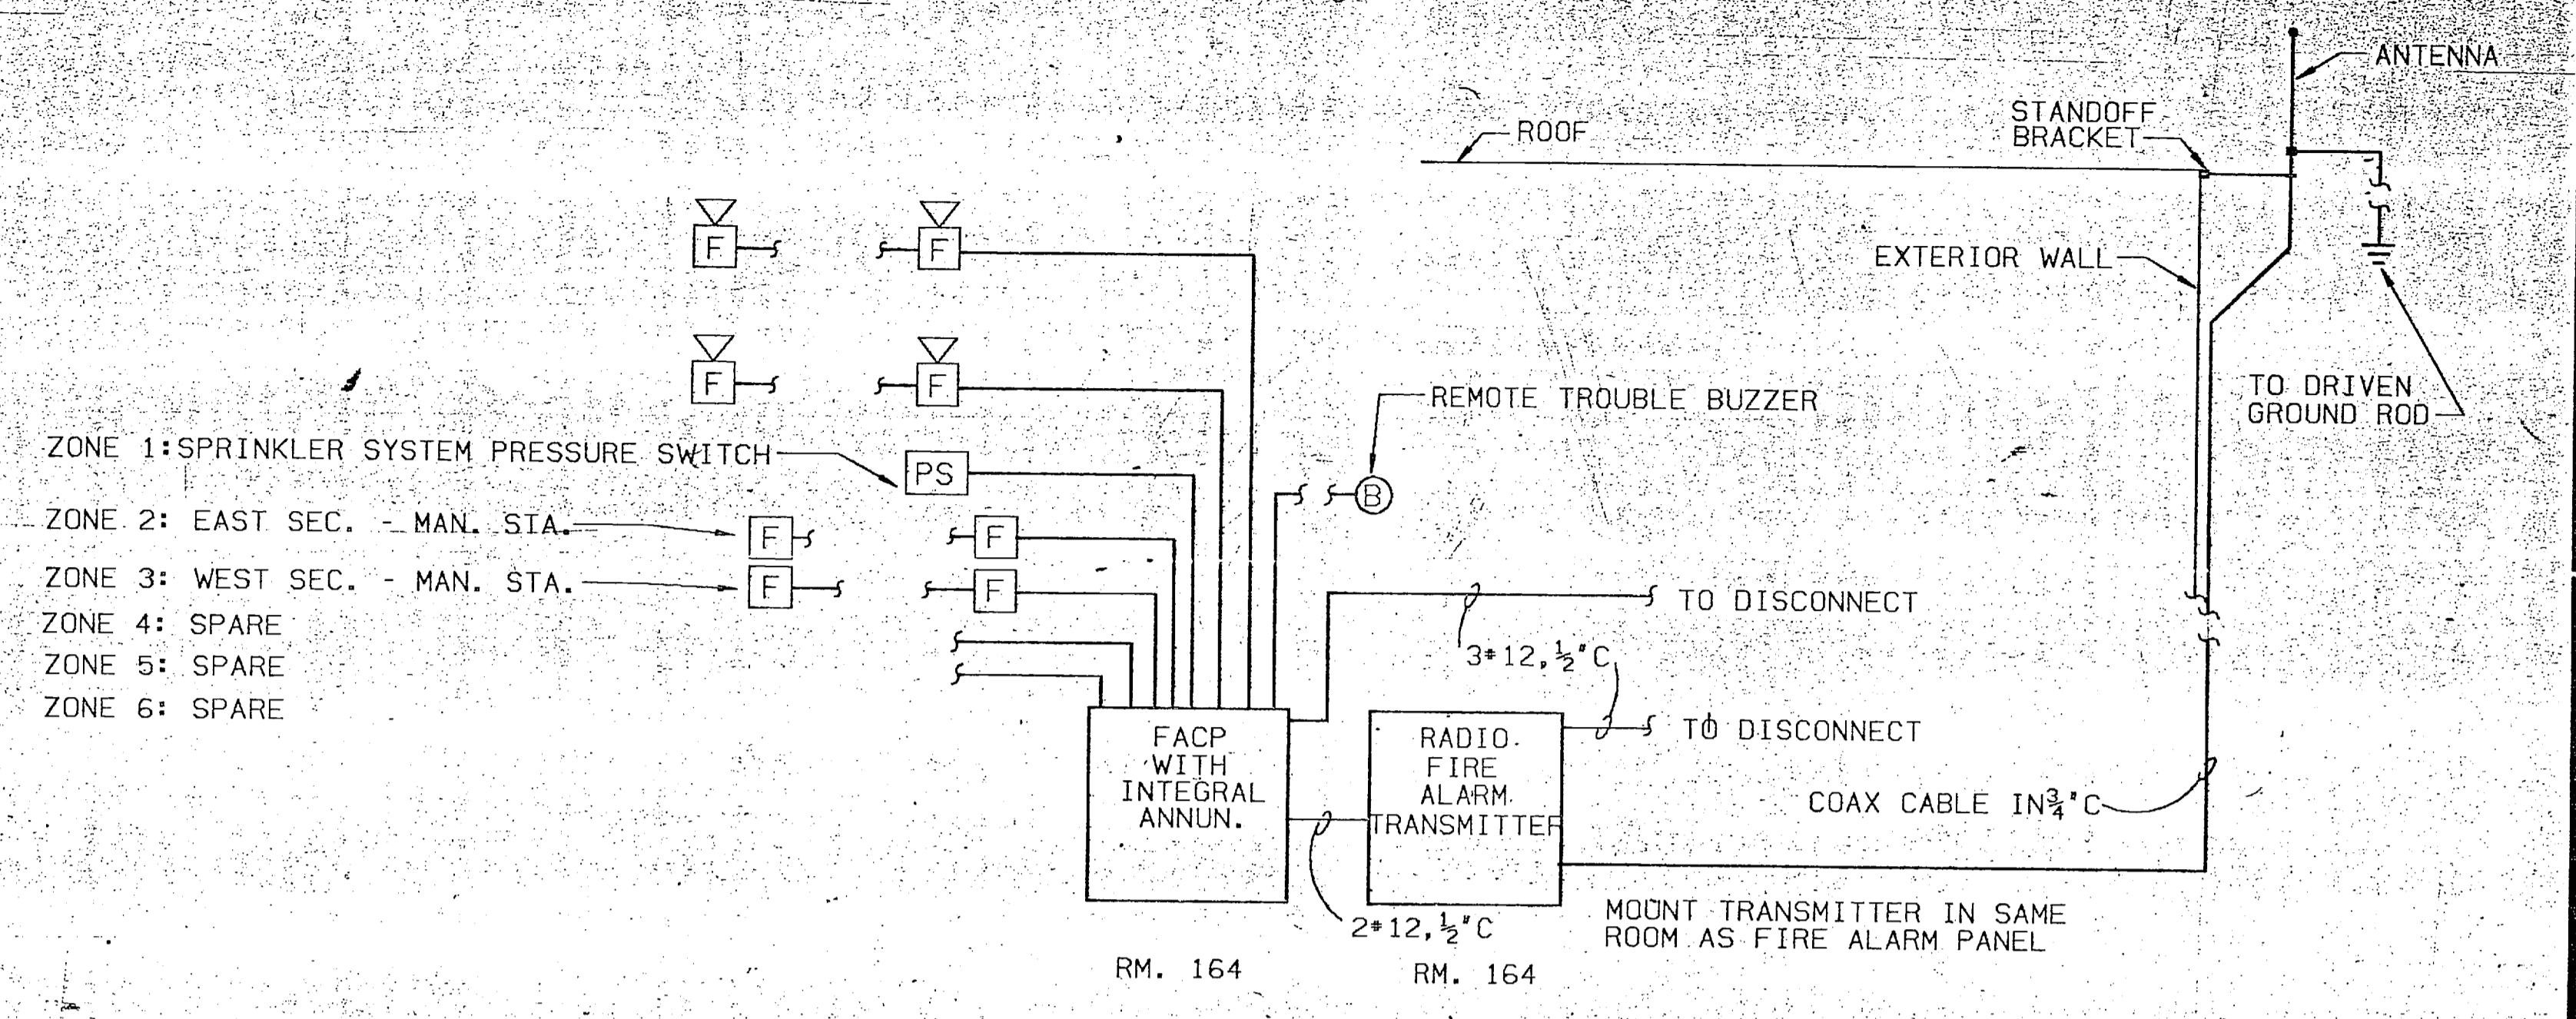 ANTENNA
STANDOFF
BRACKET
ROOF
F
F
EXTERIOR WALL
F
F
REMOTE TROUBLE BUZZER
TO DRIVEN
GROUND ROD
ZONE 1: SPRINKLER SYSTEM PRESSURE SWITCH
PS
B
ZONE 2: EAST SEC. - MAN. STA.
F
F
ZONE 3: WEST SEC. - MAN. STA.
F
F
TO DISCONNECT
ZONE 4: SPARE
3#12, ½"C
ZONE 5: SPARE
ZONE 6: SPARE
FACP
WITH
INTEGRAL
ANNUN.
RADIO
FIRE
ALARM
TRANSMITTER
TO DISCONNECT
COAX CABLE IN ¾"C
2#12, ½"C
MOUNT TRANSMITTER IN SAME
ROOM AS FIRE ALARM PANEL
RM. 164
RM. 164